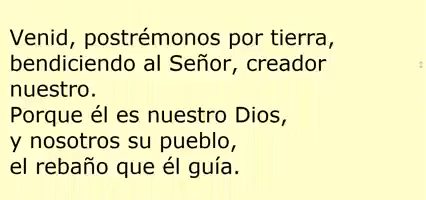 Venid, postrémonos por tierra,
bendiciendo al Señor, creador
nuestro.
Porque él es nuestro Dios,
y nosotros su pueblo,
el rebaño que él guía.